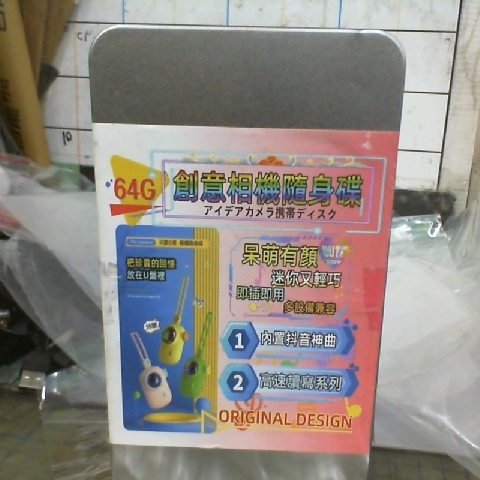 64G
創意相機隨身碟
アイデアカメラ携帯ディスク
把珍貴的回憶
放在U盤裡
呆萌有顏
迷你又輕巧
即插即用
多設備兼容
1 內置抖音神曲
2 高速讀寫系列
ORIGINAL DESIGN